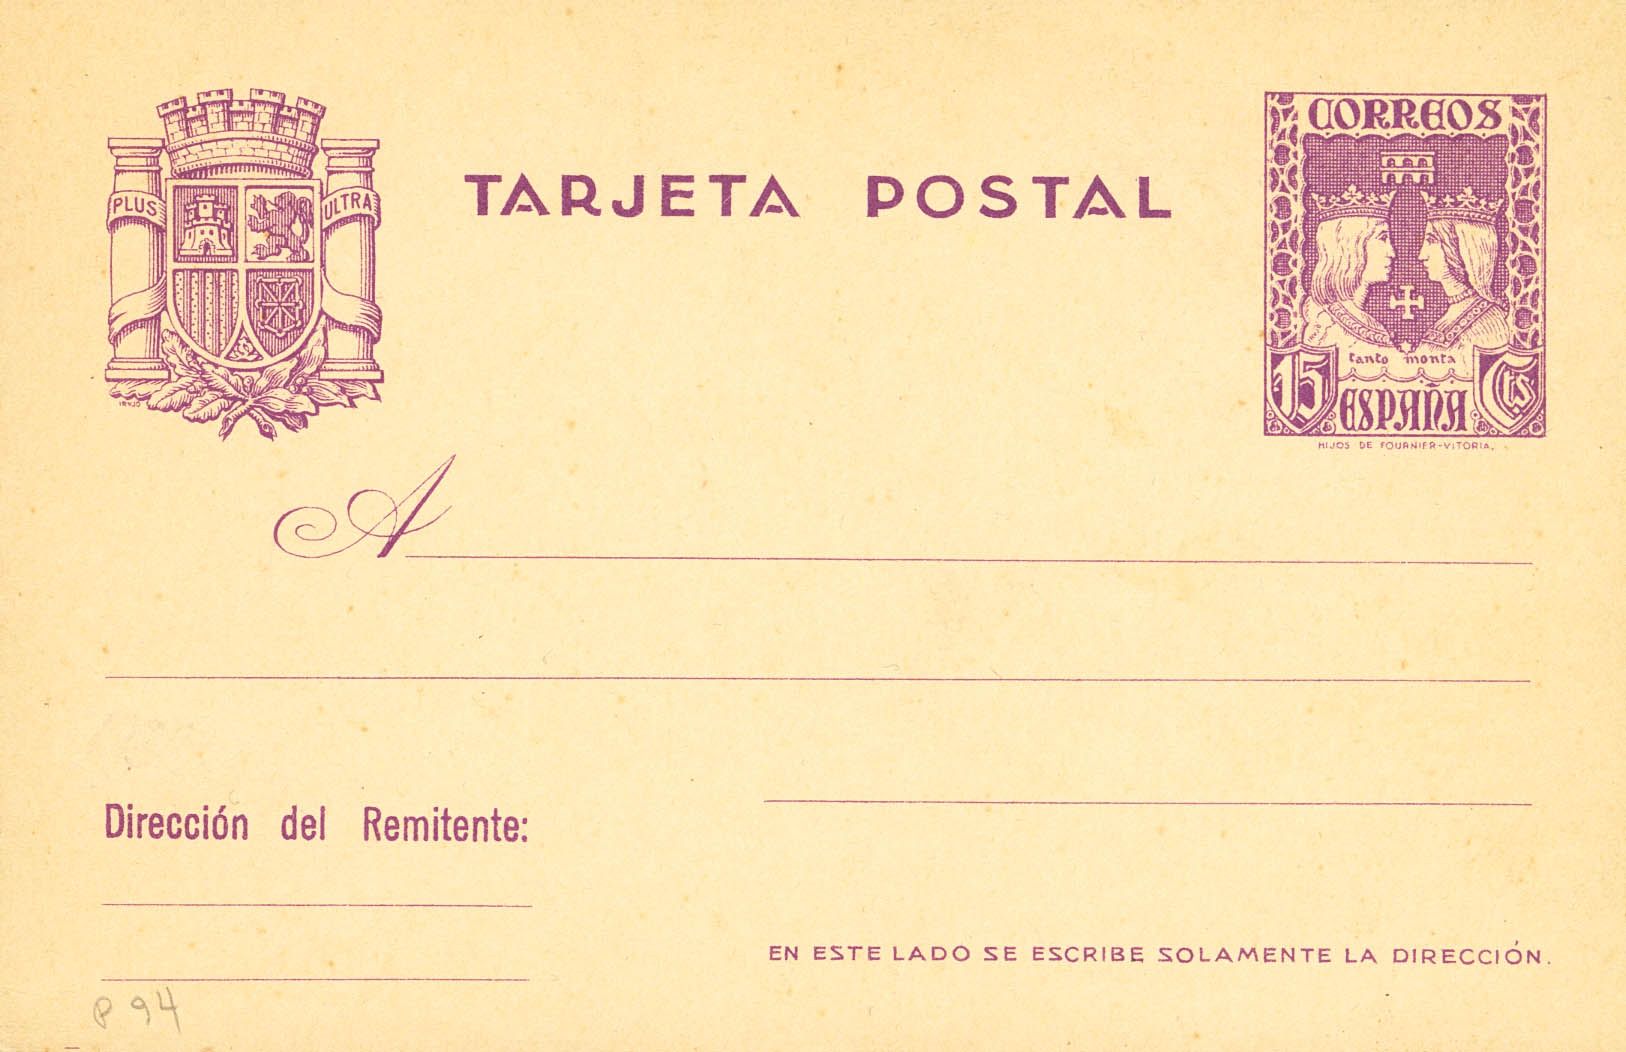 CORREOS
TARJETA POSTAL
PLUS ULTRA
tanto monta
15 ESPAÑA Cts
IRUJO
HIJOS DE FOURNIER-VITORIA.
A
Dirección del Remitente:
EN ESTE LADO SE ESCRIBE SOLAMENTE LA DIRECCIÓN.
P 94